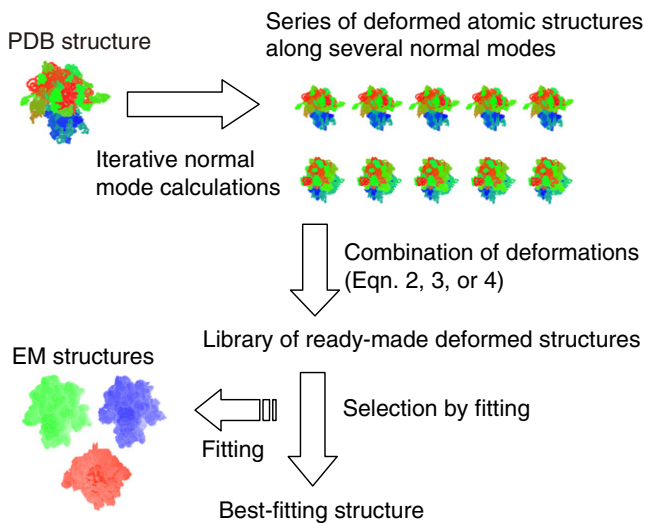 PDB structure
Series of deformed atomic structures
along several normal modes
Iterative normal
mode calculations
Combination of deformations
(Eqn. 2, 3, or 4)
Library of ready-made deformed structures
EM structures
Selection by fitting
Fitting
Best-fitting structure